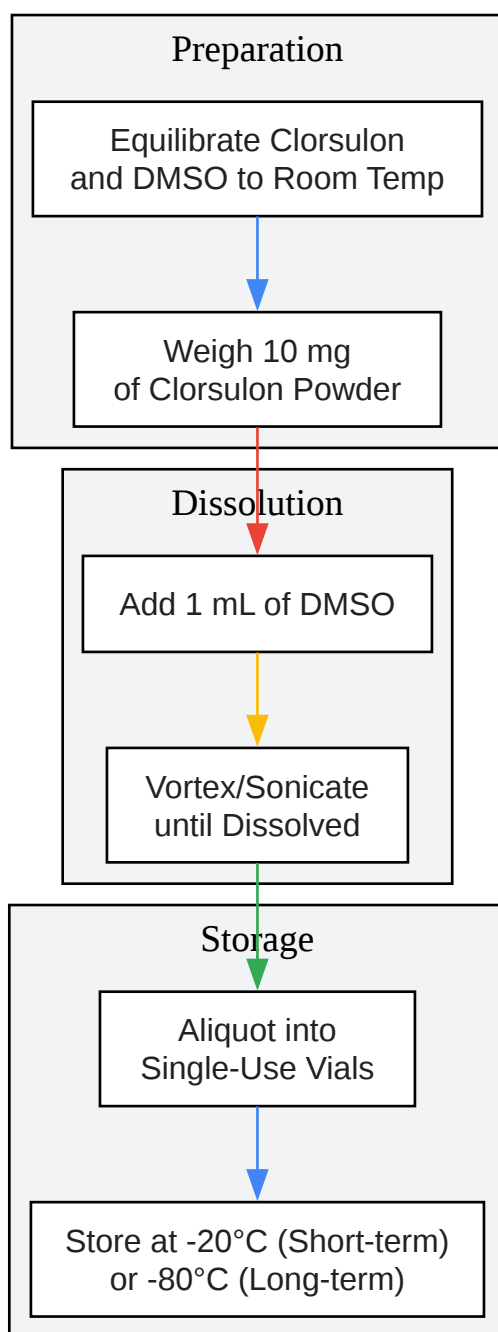 Preparation
Equilibrate Clorsulon
and DMSO to Room Temp
Weigh 10 mg
of Clorsulon Powder
Dissolution
Add 1 mL of DMSO
Vortex/Sonicate
until Dissolved
Storage
Aliquot into
Single-Use Vials
Store at -20°C (Short-term)
or -80°C (Long-term)